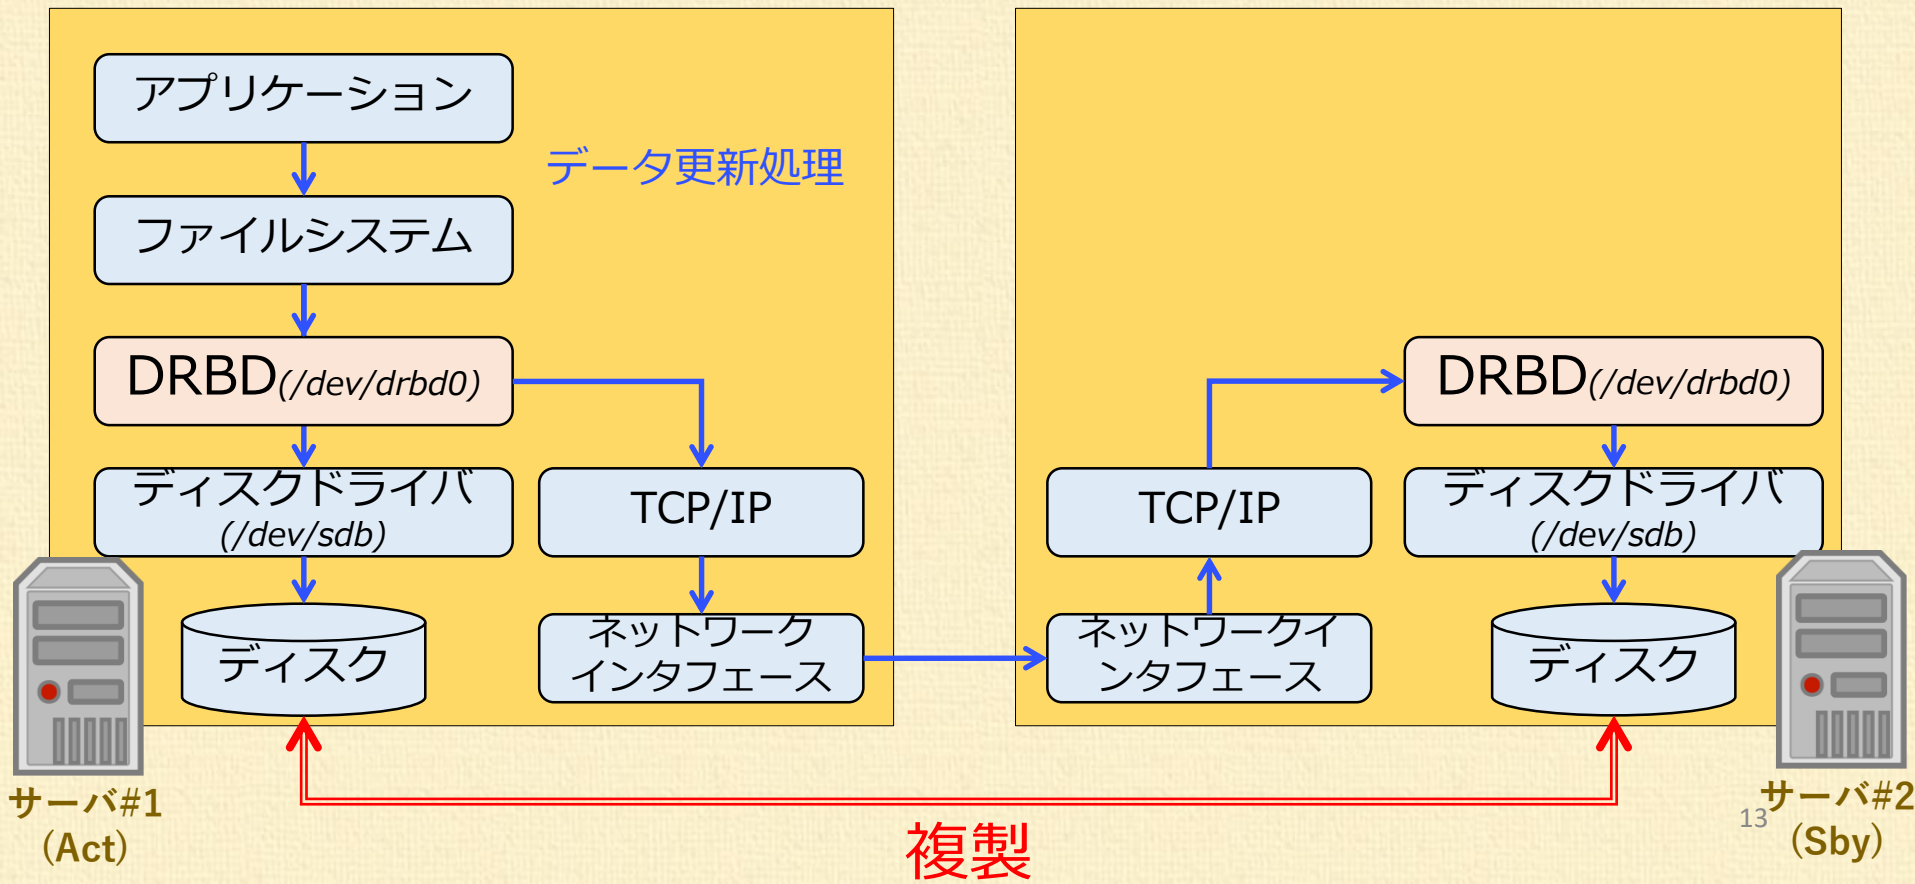 アプリケーション
データ更新処理
ファイルシステム
DRBD(/dev/drbd0)
ディスクドライバ
(/dev/sdb)
TCP/IP
ディスク
ネットワーク
インタフェース
サーバ#1
(Act)
DRBD(/dev/drbd0)
TCP/IP
ディスクドライバ
(/dev/sdb)
ネットワークイ
ンタフェース
ディスク
サーバ#2
(Sby)
複製
13